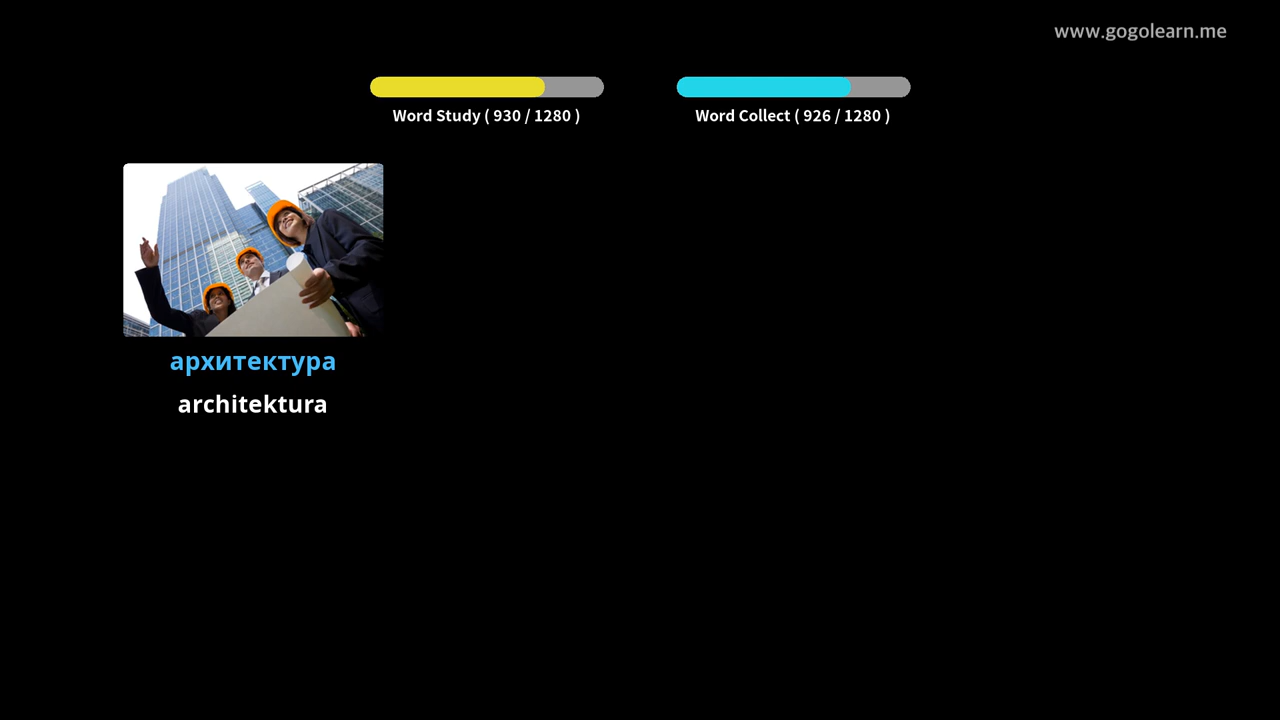 www.gogolearn.me
Word Study ( 930 / 1280 )
Word Collect ( 926 / 1280 )
архитектура
architektura